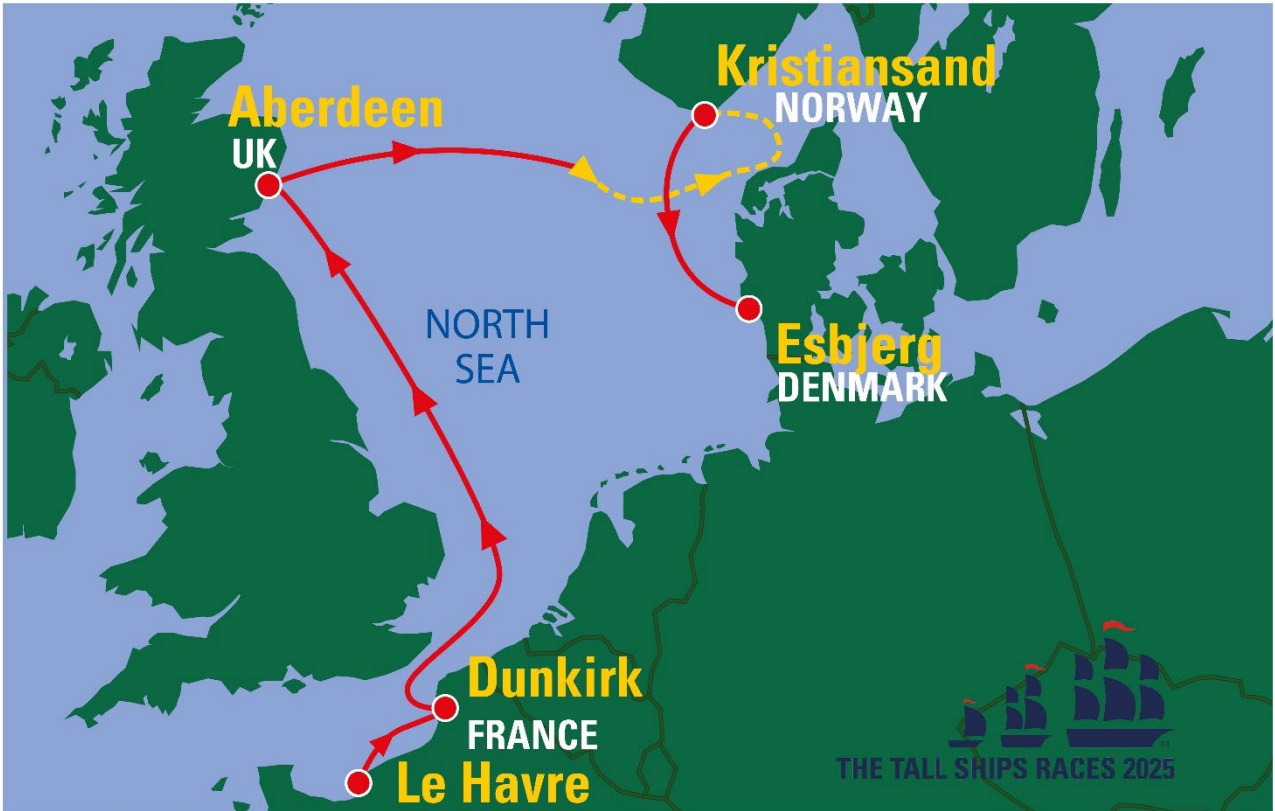 Kristiansand
NORWAY
Aberdeen
UK
NORTH
SEA
Esbjerg
DENMARK
Dunkirk
FRANCE
Le Havre
THE TALL SHIPS RACES 2025